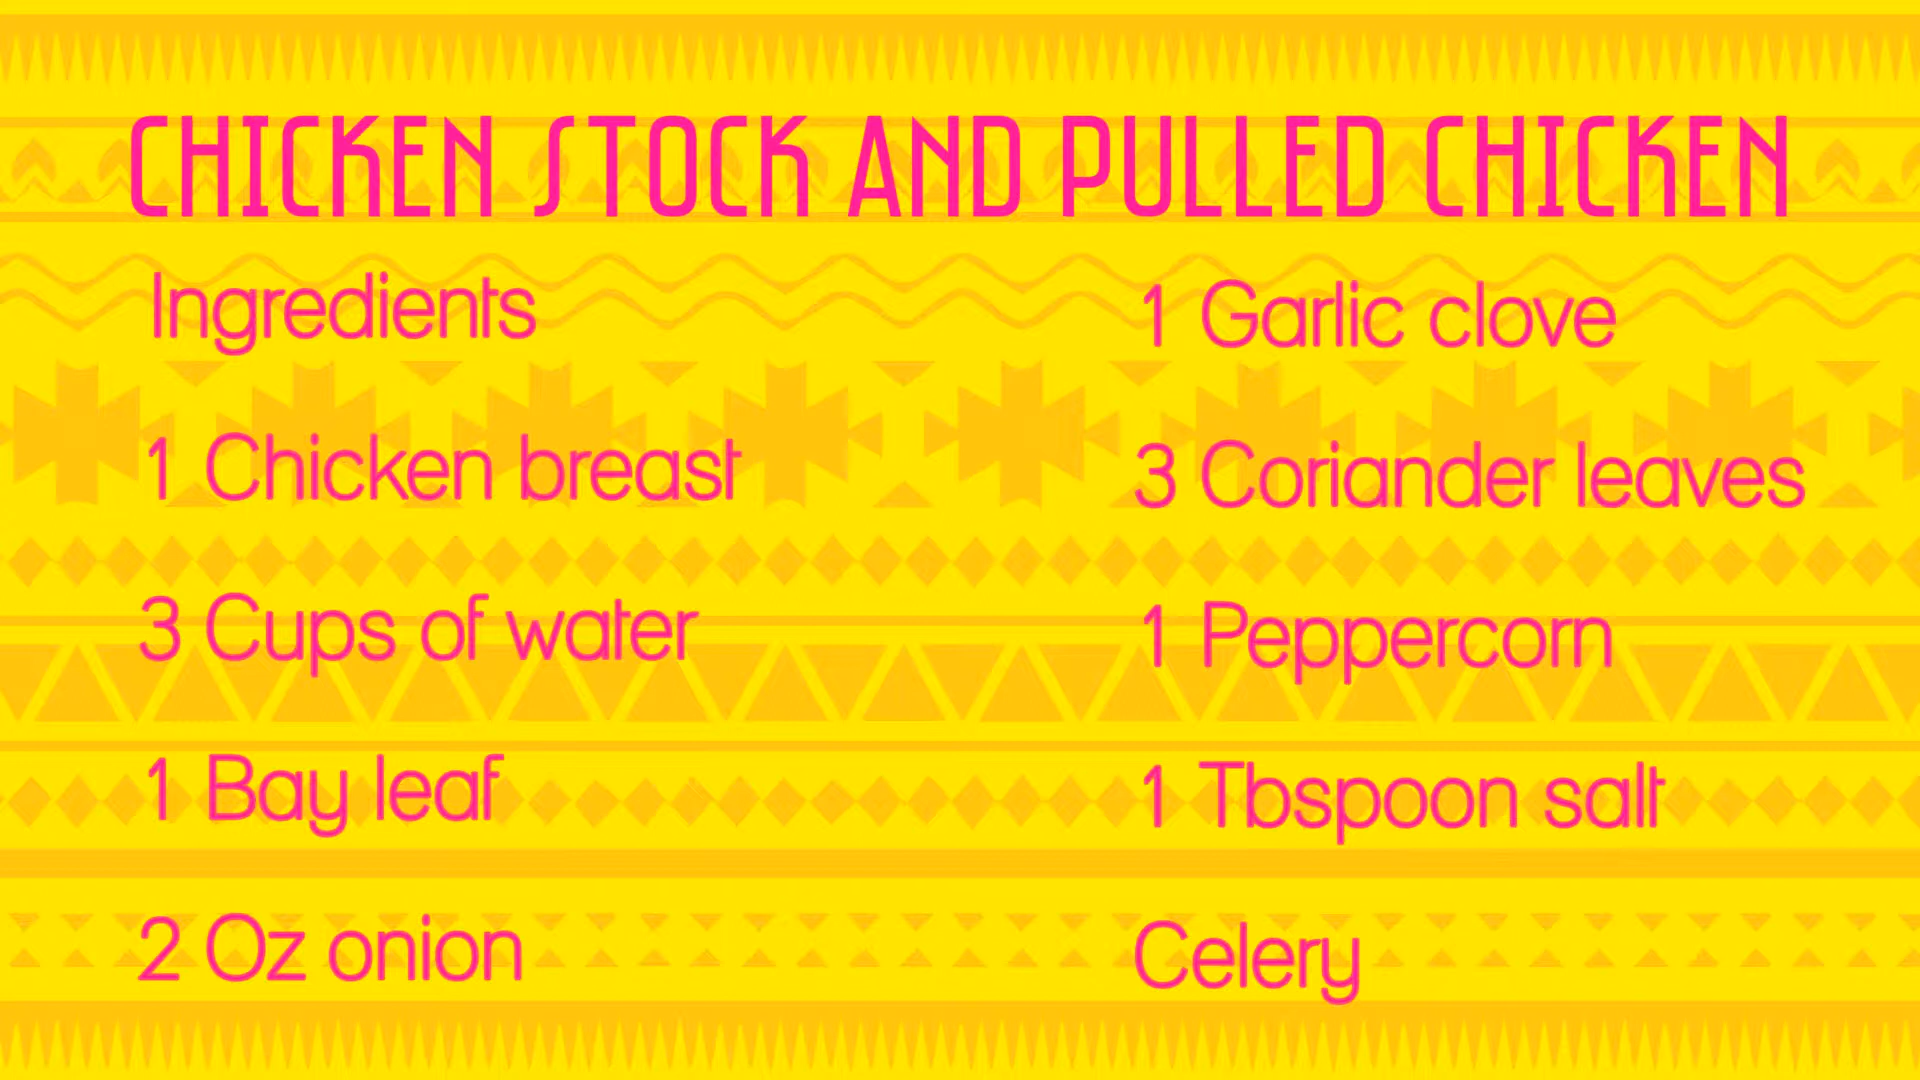 CHICKEN STOCK AND PULLED CHICKEN
Ingredients
1 Chicken breast
3 Cups of water
1 Bay leaf
2 Oz onion
1 Garlic clove
3 Coriander leaves
1 Peppercorn
1 Tbspoon salt
Celery